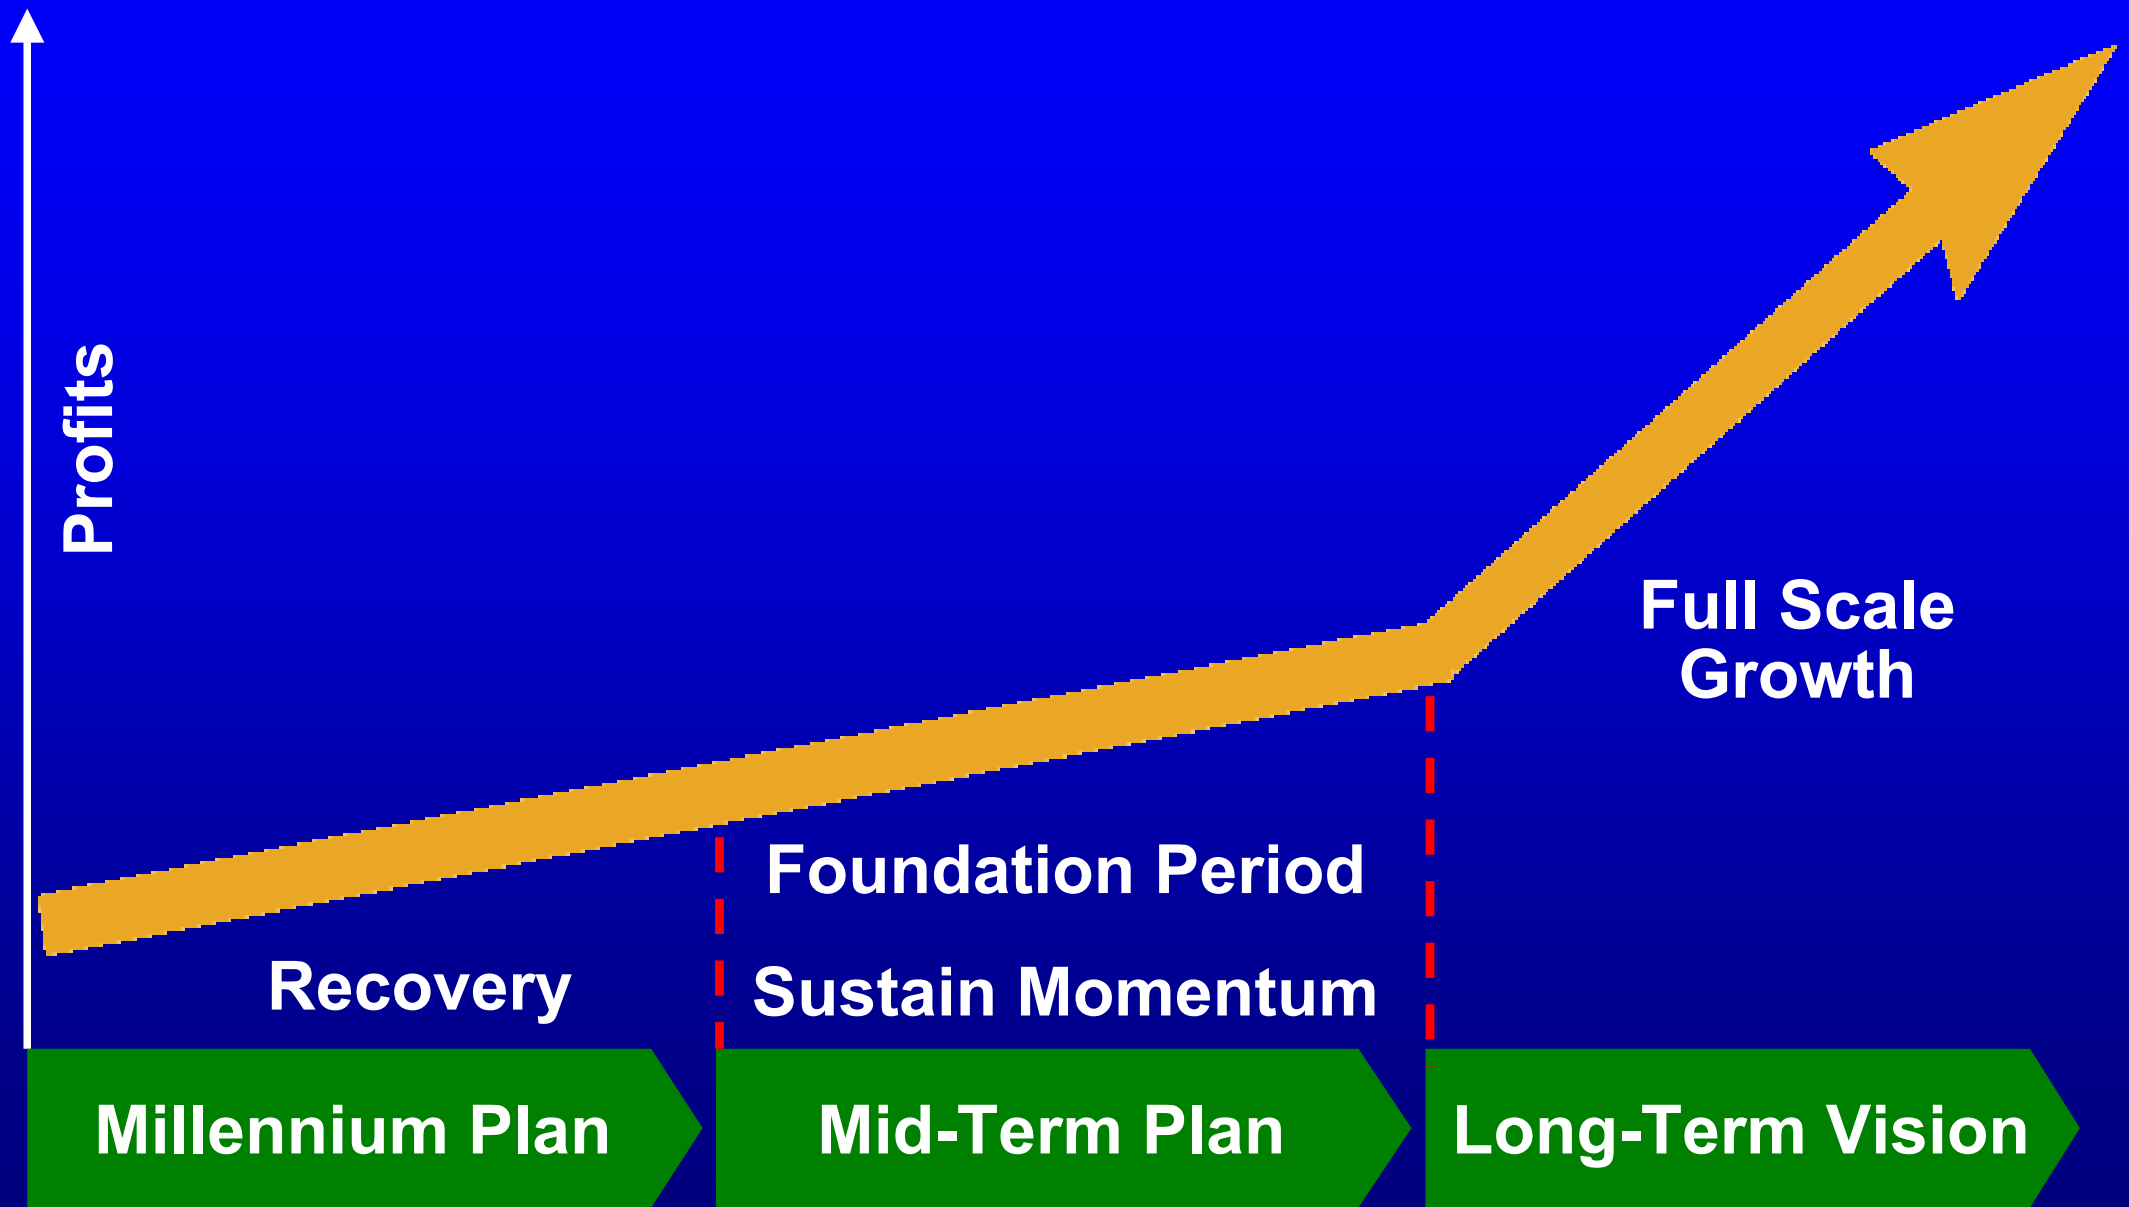 Profits
Full Scale
Growth
Foundation Period
Recovery
Sustain Momentum
Millennium Plan
Mid-Term Plan
Long-Term Vision